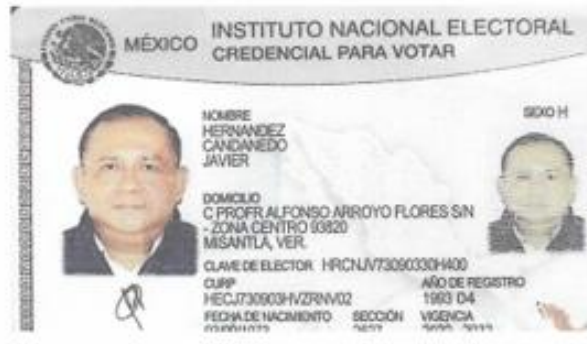 MÉXICO INSTITUTO NACIONAL ELECTORAL
CREDENCIAL PARA VOTAR
NOMBRE
HERNANDEZ
CANDANEDO
JAVIER
SEXO H
DOMICILIO
C PROFR ALFONSO ARROYO FLORES S/N
- ZONA CENTRO 93820
MISANTLA, VER.
CLAVE DE ELECTOR HRCNJV73090330H400
CURP
HECJ730903HVZRNV02
AÑO DE REGISTRO
1993 04
FECHA DE NACIMIENTO SECCIÓN VIGENCIA